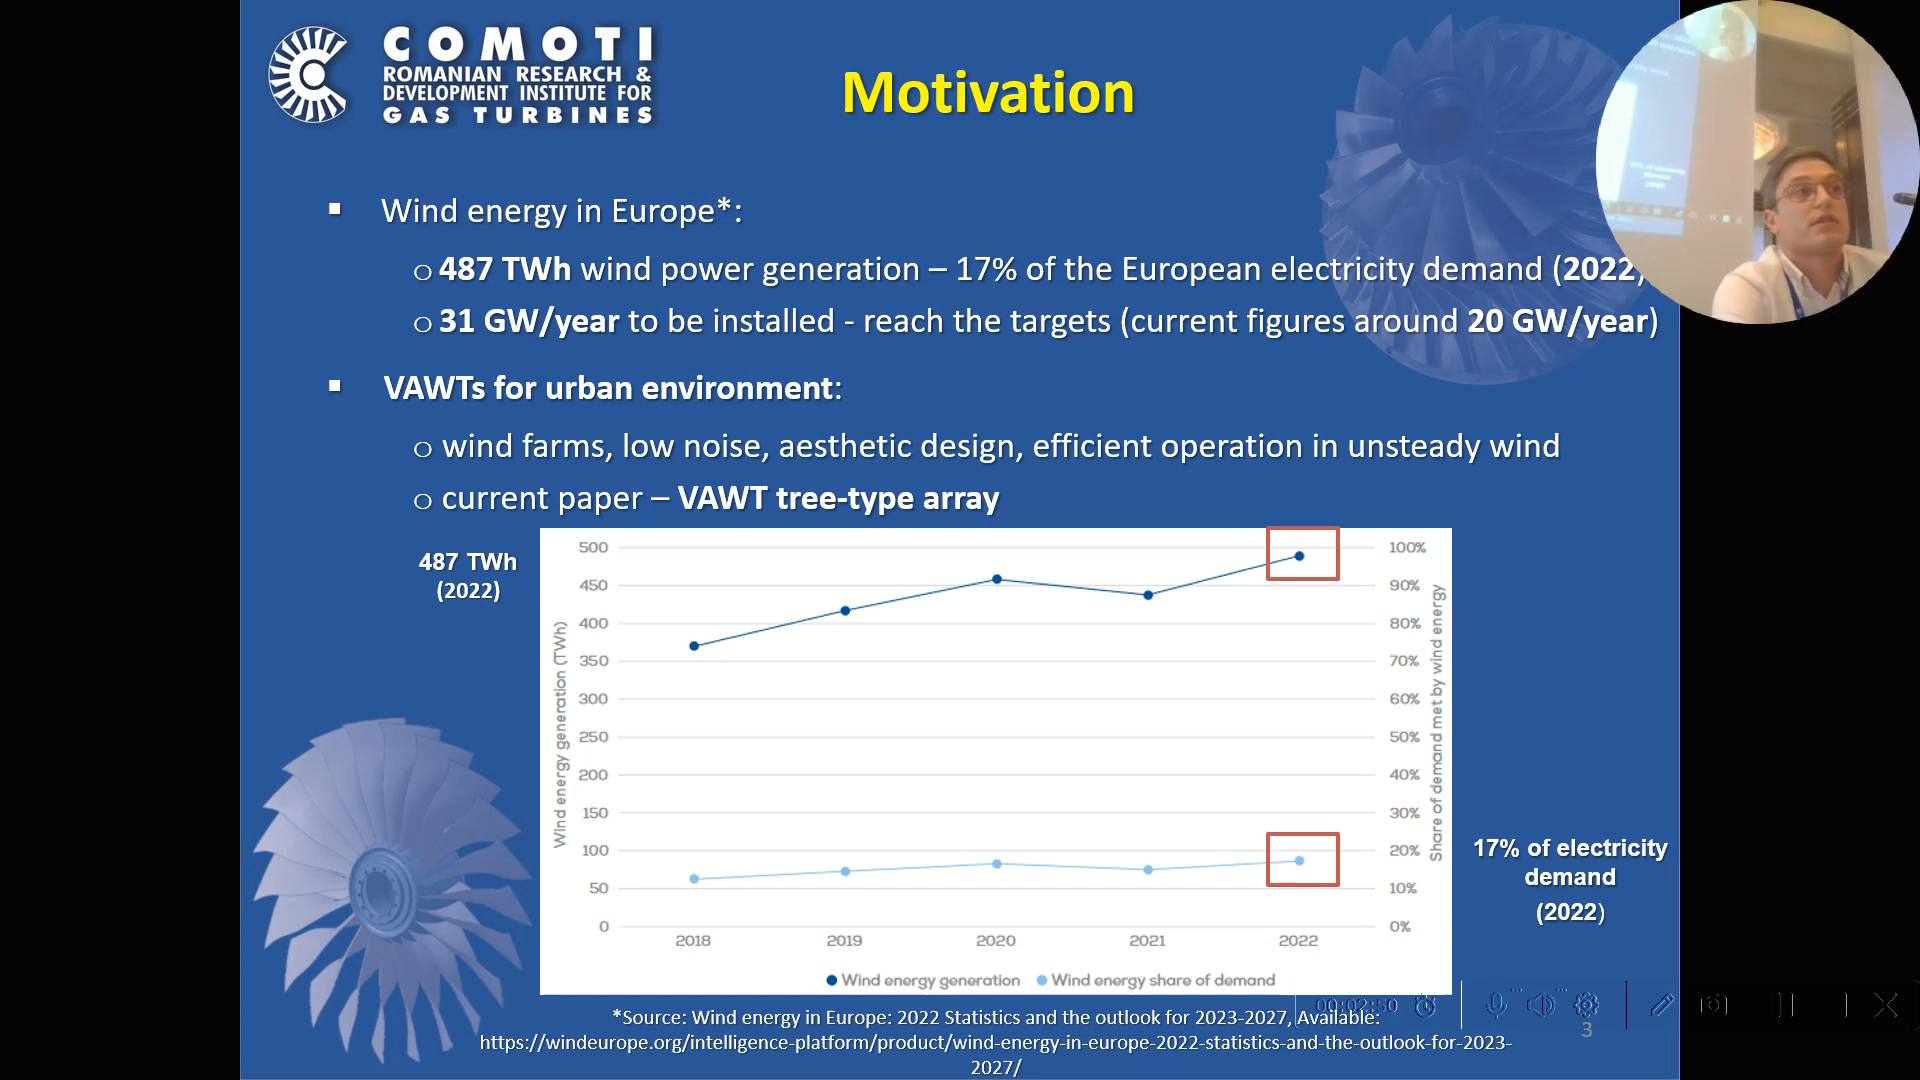 COMOTI
ROMANIAN RESEARCH &
DEVELOPMENT INSTITUTE FOR
GAS TURBINES
Motivation
▪ Wind energy in Europe*:
o 487 TWh wind power generation – 17% of the European electricity demand (2022)
o 31 GW/year to be installed - reach the targets (current figures around 20 GW/year)
▪ VAWTs for urban environment:
o wind farms, low noise, aesthetic design, efficient operation in unsteady wind
o current paper – VAWT tree-type array
487 TWh
(2022)
Wind energy generation (TWh)
500
450
400
350
300
250
200
150
100
50
0
2018 2019 2020 2021 2022
100%
90%
80%
70%
60%
50%
40%
30%
20%
10%
0%
Share of demand met by wind energy
Wind energy generation Wind energy share of demand
17% of electricity
demand
(2022)
00:02:50
*Source: Wind energy in Europe: 2022 Statistics and the outlook for 2023-2027, Available:
https://windeurope.org/intelligence-platform/product/wind-energy-in-europe-2022-statistics-and-the-outlook-for-2023-
2027/
3